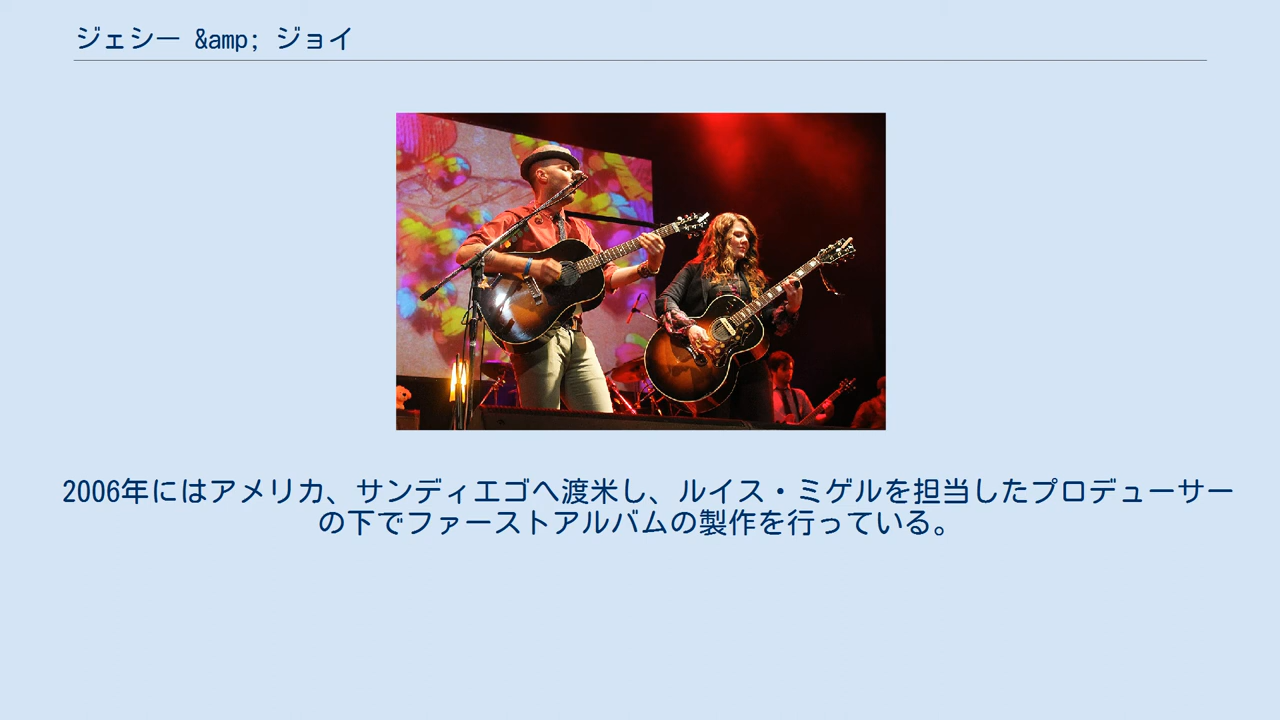 ジェシー &amp; ジョイ
2006年にはアメリカ、サンディエゴへ渡米し、ルイス・ミゲルを担当したプロデューサー
の下でファーストアルバムの製作を行っている。